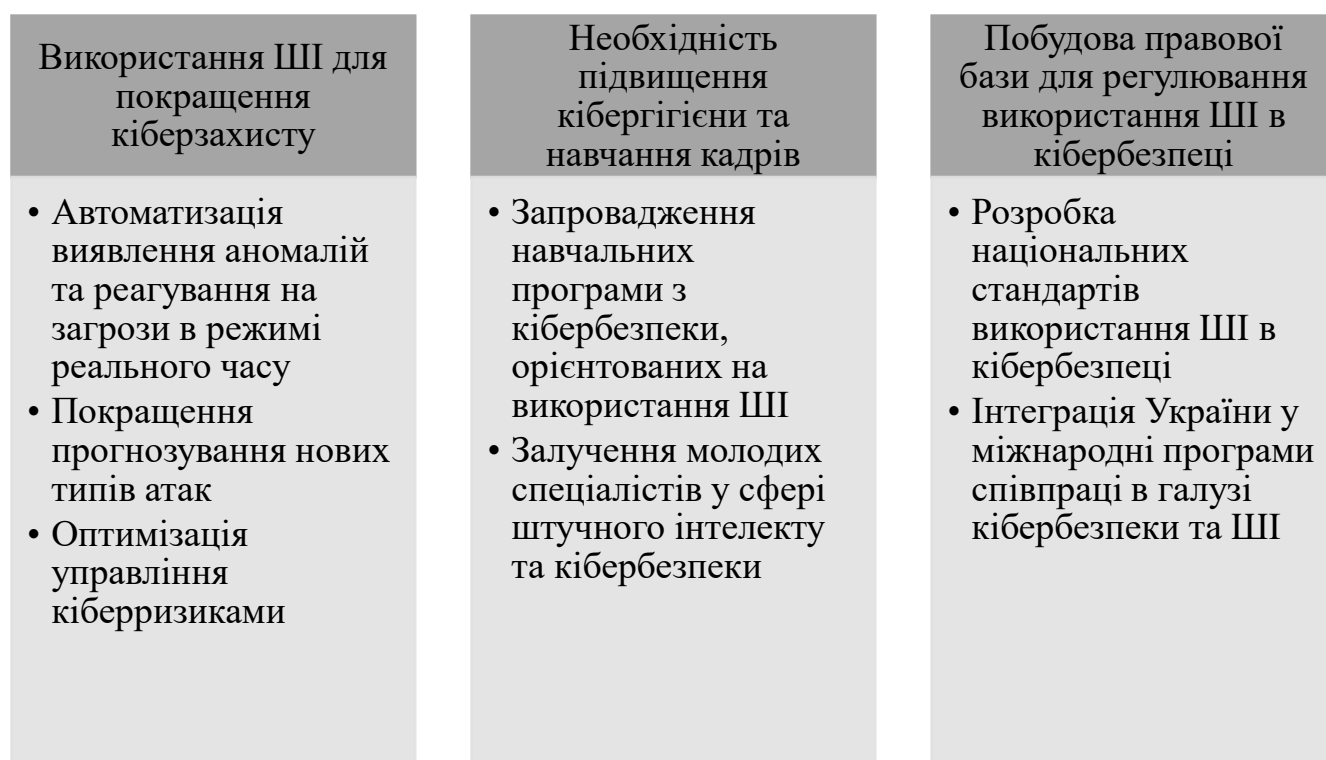 Використання ШІ для
покращення
кіберзахисту
• Автоматизація
виявлення аномалій
та реагування на
загрози в режимі
реального часу
• Покращення
прогнозування нових
типів атак
• Оптимізація
управління
кіберризиками
Необхідність
підвищення
кібергігієни та
навчання кадрів
• Запровадження
навчальних
програми з
кібербезпеки,
орієнтованих на
використання ШІ
• Залучення молодих
спеціалістів у сфері
штучного інтелекту
та кібербезпеки
Побудова правової
бази для регулювання
використання ШІ в
кібербезпеці
• Розробка
національних
стандартів
використання ШІ в
кібербезпеці
• Інтеграція України у
міжнародні програми
співпраці в галузі
кібербезпеки та ШІ